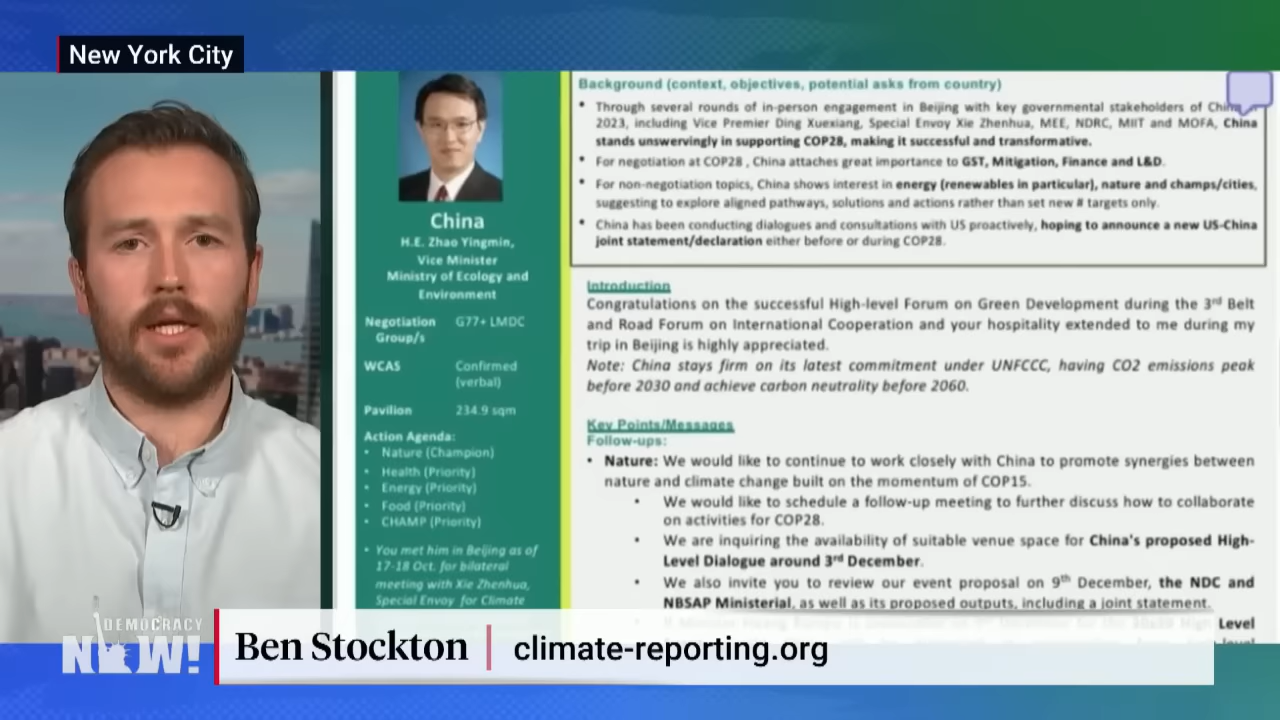 New York City
China
H.E. Zhao Yingmin,
Vice Minister
Ministry of Ecology and
Environment
Negotiation G77+ LMDC
Group/s
WCAS Confirmed
(verbal)
Pavilion 234.9 sqm
Action Agenda:
• Nature (Champion)
• Health (Priority)
• Energy (Priority)
• Food (Priority)
• CHAMP (Priority)
• You met him in Beijing as of
17-18 Oct. for bilateral
meeting with Xie Zhenhua,
Special Envoy for Climate
Background (context, objectives, potential asks from country)
• Through several rounds of in-person engagement in Beijing with key governmental stakeholders of
2023, including Vice Premier Ding Xuexiang, Special Envoy Xie Zhenhua, MEE, NDRC, MIIT and MOFA, China
stands unswervingly in supporting COP28, making it successful and transformative.
• For negotiation at COP28 , China attaches great importance to GST, Mitigation, Finance and L&D.
• For non-negotiation topics, China shows interest in energy (renewables in particular), nature and champs/cities,
suggesting to explore aligned pathways, solutions and actions rather than set new # targets only.
• China has been conducting dialogues and consultations with US proactively, hoping to announce a new US-China
joint statement/declaration either before or during COP28.
Introduction
Congratulations on the successful High-level Forum on Green Development during the 3rd Belt
and Road Forum on International Cooperation and your hospitality extended to me during my
trip in Beijing is highly appreciated.
Note: China stays firm on its latest commitment under UNFCCC, having CO2 emissions peak
before 2030 and achieve carbon neutrality before 2060.
Key Points/Messages
Follow-ups:
• Nature: We would like to continue to work closely with China to promote synergies between
nature and climate change built on the momentum of COP15.
• We would like to schedule a follow-up meeting to further discuss how to collaborate
on activities for COP28.
• We are inquiring the availability of suitable venue space for China's proposed High-
Level Dialogue around 3rd December.
• We also invite you to review our event proposal on 9th December, the NDC and
NBSAP Ministerial, as well as its proposed outputs, including a joint statement.
Level
DEMOCRACY
NOW!
Ben Stockton | climate-reporting.org